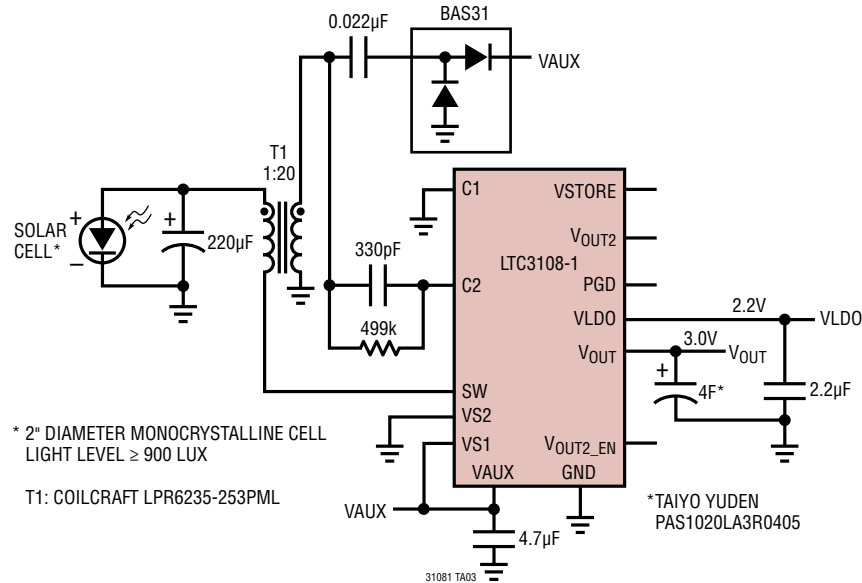 BAS31
0.022µF
VAUX
T1
1:20
SOLAR
CELL*
+
–
+
220µF
330pF
499k
C1
C2
SW
VS2
VS1
VAUX
GND
LTC3108-1
VSTORE
VOUT2
PGD
VLDO
VOUT
VOUT2_EN
2.2V
VLDO
3.0V
VOUT
+
4F*
2.2µF
* 2" DIAMETER MONOCRYSTALLINE CELL
LIGHT LEVEL ≥ 900 LUX
T1: COILCRAFT LPR6235-253PML
VAUX
4.7µF
*TAIYO YUDEN
PAS1020LA3R0405
31081 TA03